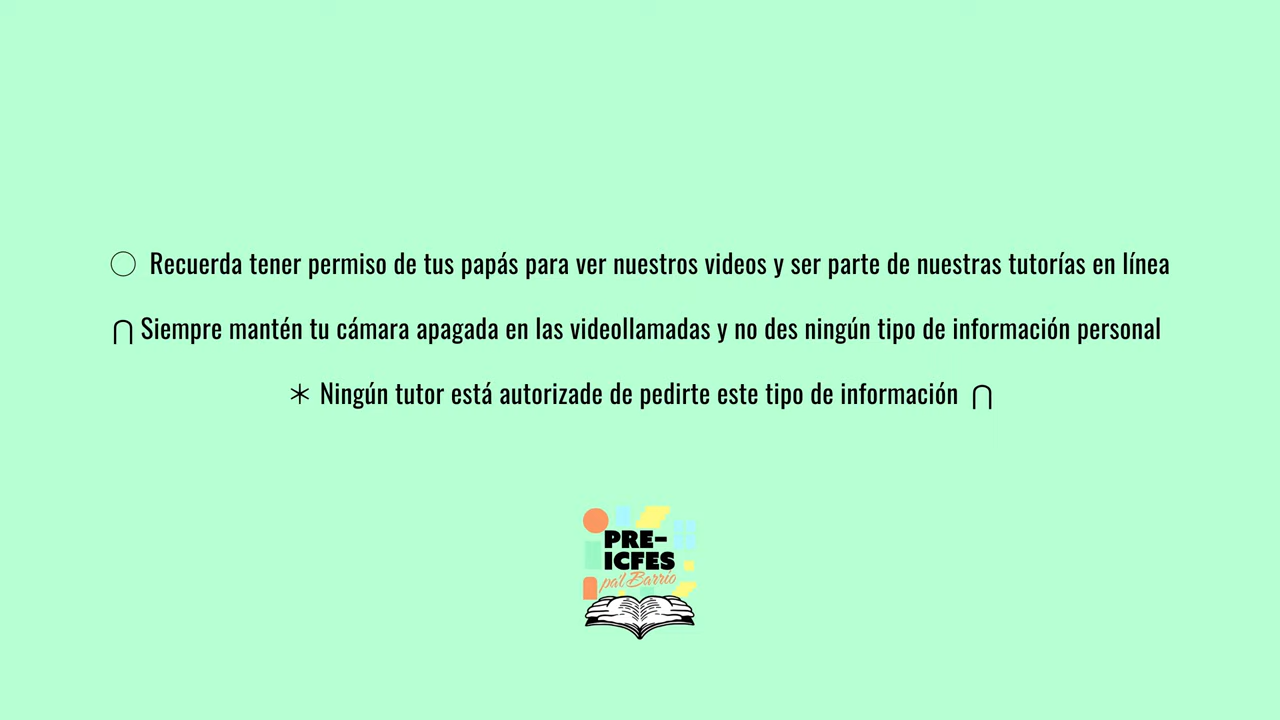 ○ Recuerda tener permiso de tus papás para ver nuestros videos y ser parte de nuestras tutorías en línea
⋂ Siempre mantén tu cámara apagada en las videollamadas y no des ningún tipo de información personal
＊ Ningún tutor está autorizade de pedirte este tipo de información ⋂
PRE-
ICFES
pa'l Barrio